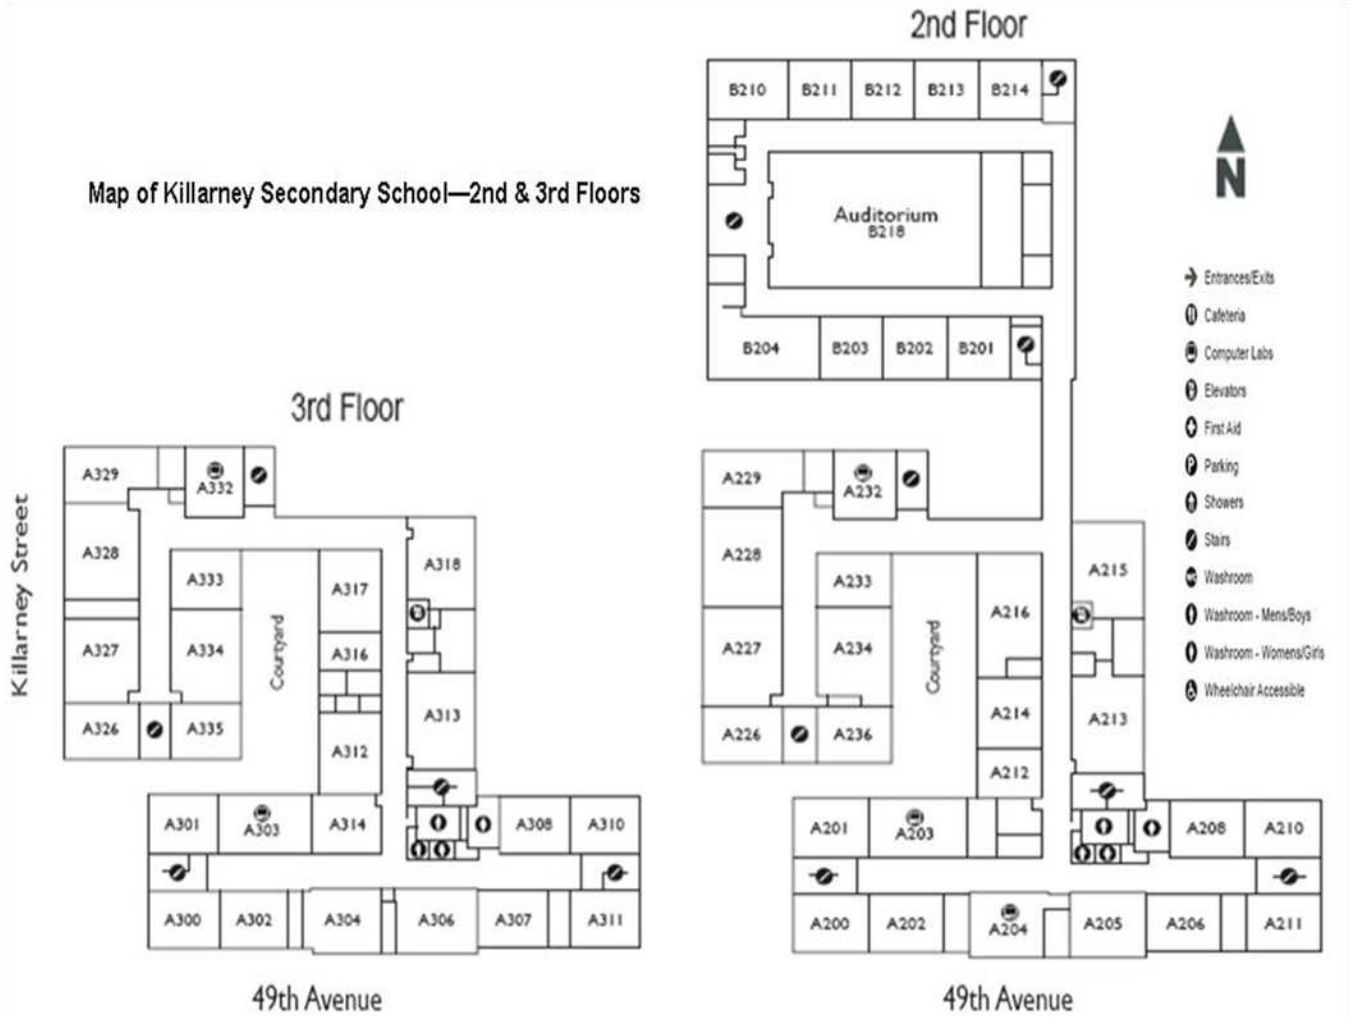 2nd Floor
B210
B211
B212
B213
B214
N
Map of Killarney Secondary School—2nd & 3rd Floors
Auditorium
B218
Entrances/Exits
Cafeteria
Computer Labs
Elevators
First Aid
Parking
Showers
Stairs
Washroom
Washroom - Mens/Boys
Washroom - Womens/Girls
Wheelchair Accessible
B204
B203
B202
B201
3rd Floor
Killarney Street
A329
A332
A328
A333
A317
A318
A327
A334
Courtyard
A316
A326
A335
A312
A313
A301
A303
A314
A308
A310
A300
A302
A304
A306
A307
A311
49th Avenue
A229
A232
A228
A233
A216
A215
A227
A234
Courtyard
A214
A213
A226
A236
A212
A201
A203
A208
A210
A200
A202
A204
A205
A206
A211
49th Avenue